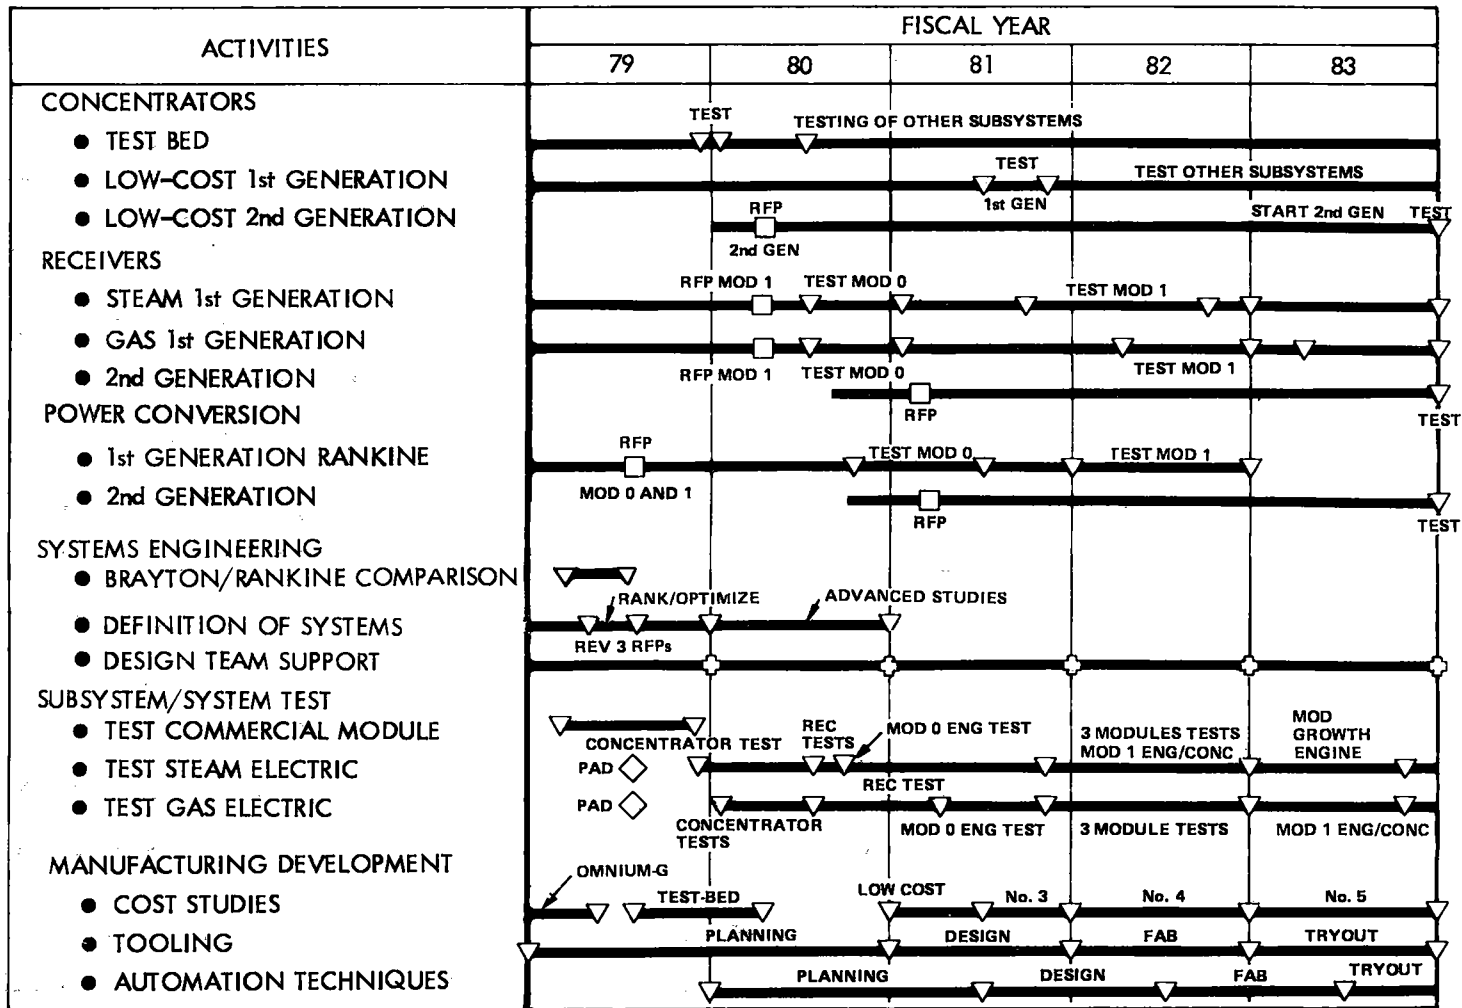 ACTIVITIES
FISCAL YEAR
79 80 81 82 83
CONCENTRATORS
TEST
TESTING OF OTHER SUBSYSTEMS
● TEST BED
TEST
TEST OTHER SUBSYSTEMS
● LOW-COST 1st GENERATION
1st GEN
RFP
START 2nd GEN TEST
● LOW-COST 2nd GENERATION
2nd GEN
RECEIVERS
RFP MOD 1 TEST MOD 0 TEST MOD 1
● STEAM 1st GENERATION
● GAS 1st GENERATION
RFP MOD 1 TEST MOD 0 TEST MOD 1
● 2nd GENERATION
RFP
TEST
POWER CONVERSION
RFP
TEST MOD 0 TEST MOD 1
● 1st GENERATION RANKINE
MOD 0 AND 1
● 2nd GENERATION
RFP
TEST
SYSTEMS ENGINEERING
● BRAYTON/RANKINE COMPARISON
RANK/OPTIMIZE ADVANCED STUDIES
● DEFINITION OF SYSTEMS
REV 3 RFPs
● DESIGN TEAM SUPPORT
SUBSYSTEM/SYSTEM TEST
● TEST COMMERCIAL MODULE
CONCENTRATOR TEST
REC
TESTS
MOD 0 ENG TEST
3 MODULES TESTS
MOD 1 ENG/CONC
MOD
GROWTH
ENGINE
● TEST STEAM ELECTRIC
PAD
REC TEST
● TEST GAS ELECTRIC
PAD
CONCENTRATOR
TESTS
MOD 0 ENG TEST 3 MODULE TESTS MOD 1 ENG/CONC
MANUFACTURING DEVELOPMENT
OMNIUM-G
TEST-BED LOW COST No. 3 No. 4 No. 5
● COST STUDIES
PLANNING DESIGN FAB TRYOUT
● TOOLING
PLANNING DESIGN FAB TRYOUT
● AUTOMATION TECHNIQUES